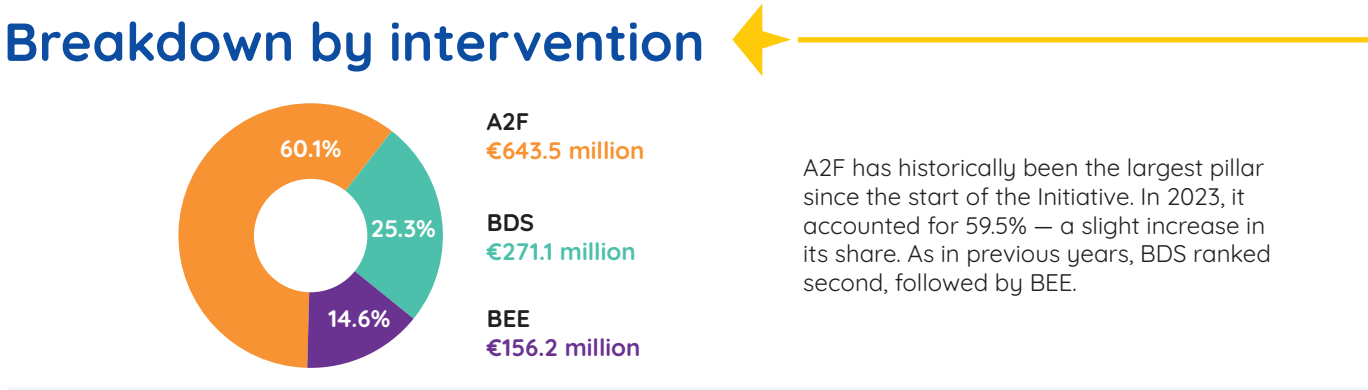 Breakdown by intervention
60.1%
25.3%
14.6%
A2F
€643.5 million
BDS
€271.1 million
BEE
€156.2 million
A2F has historically been the largest pillar
since the start of the Initiative. In 2023, it
accounted for 59.5% — a slight increase in
its share. As in previous years, BDS ranked
second, followed by BEE.